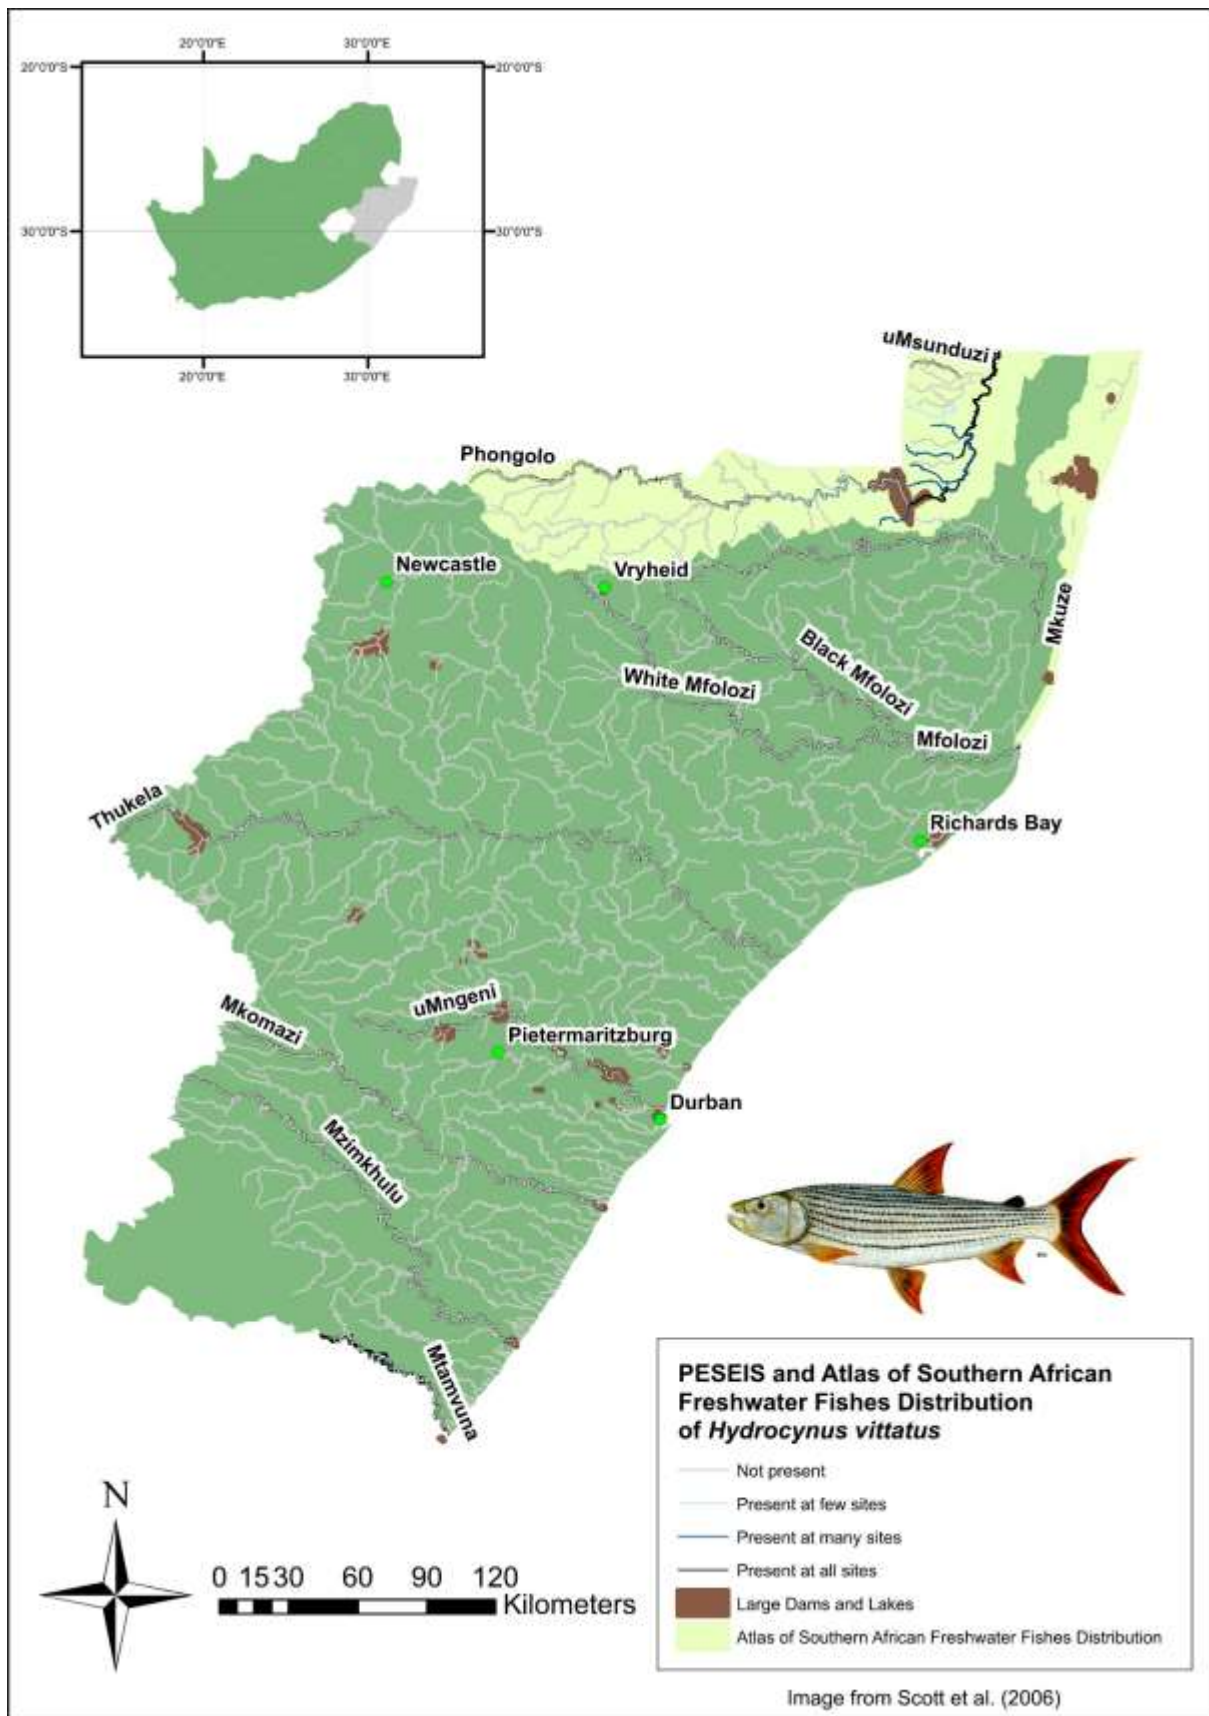 20°0'0"E 30°0'0"E
20°0'0"S 20°0'0"S
30°0'0"S 30°0'0"S
20°0'0"E 30°0'0"E
uMsunduzi
Phongolo
Newcastle
Vryheid
Mkuze
Black Mfolozi
White Mfolozi
Mfolozi
Thukela
Richards Bay
uMngeni
Mkomazi
Pietermaritzburg
Durban
Mzimkhulu
Mtamvuna
PESEIS and Atlas of Southern African
Freshwater Fishes Distribution
of Hydrocynus vittatus
Not present
Present at few sites
Present at many sites
Present at all sites
Large Dams and Lakes
Atlas of Southern African Freshwater Fishes Distribution
N
0 15 30 60 90 120
Kilometers
Image from Scott et al. (2006)